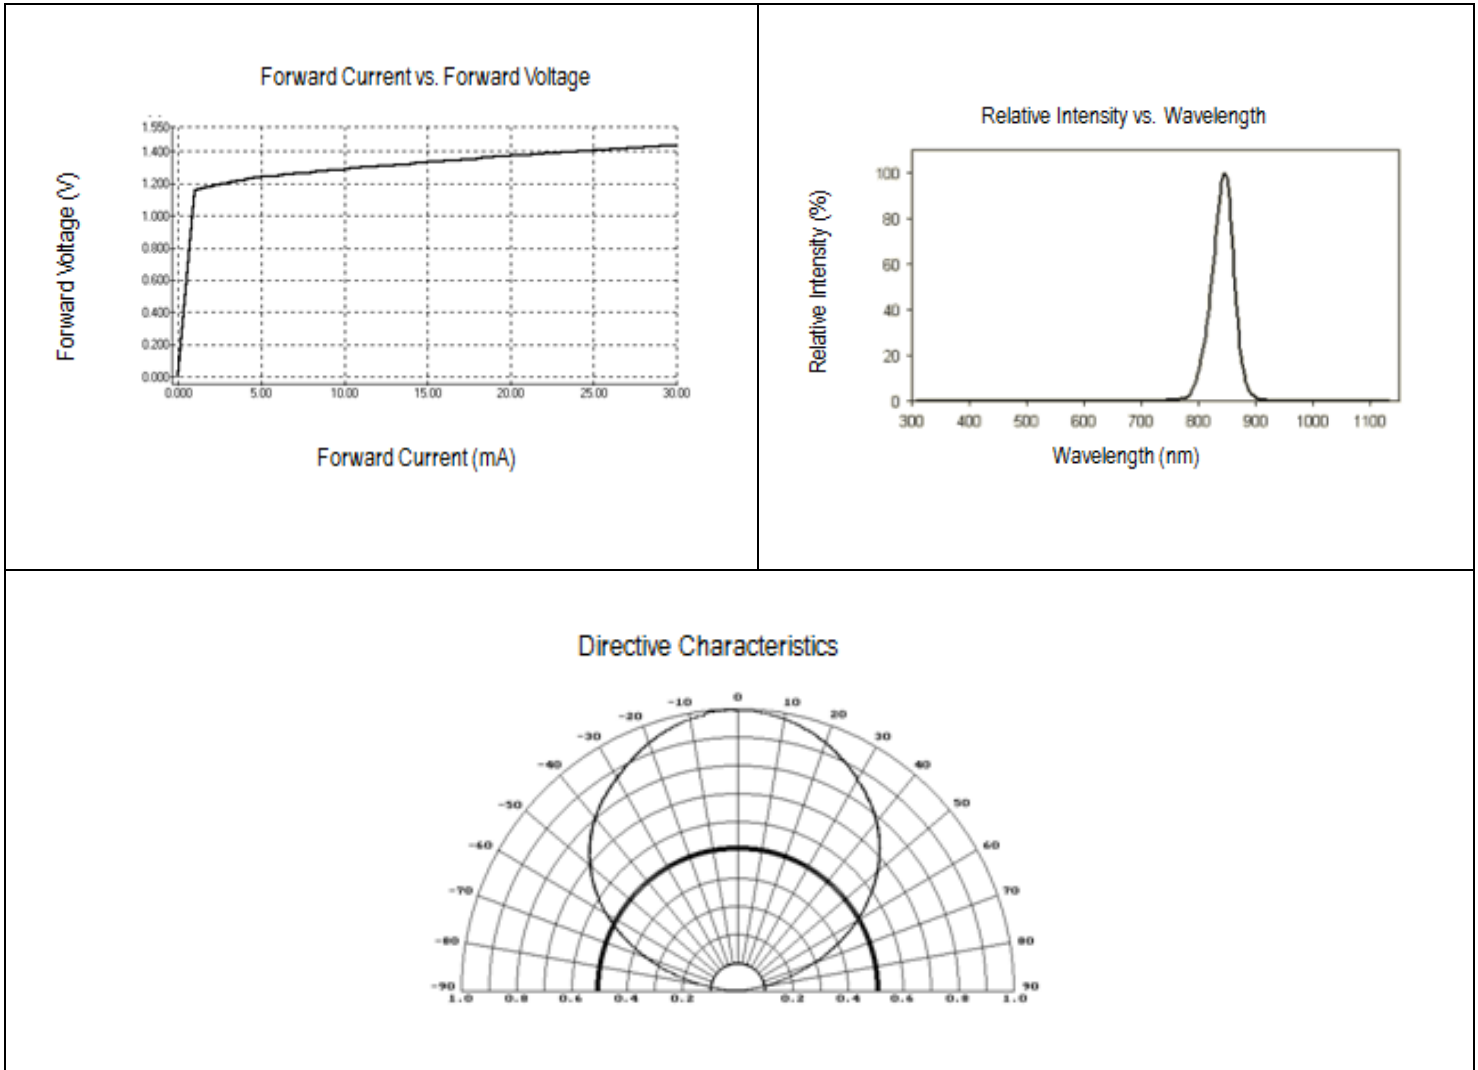 Forward Current vs. Forward Voltage
1.550
1.400
1.200
1.000
0.800
0.600
0.400
0.200
0.000
0.000 5.00 10.00 15.00 20.00 25.00 30.00
Forward Voltage (V)
Forward Current (mA)
Relative Intensity vs. Wavelength
100
80
60
40
20
0
300 400 500 600 700 800 900 1000 1100
Relative Intensity (%)
Wavelength (nm)
Directive Characteristics
-90 -80 -70 -60 -50 -40 -30 -20 -10 0 10 20 30 40 50 60 70 80 90
1.0 0.8 0.6 0.4 0.2 0.2 0.4 0.6 0.8 1.0